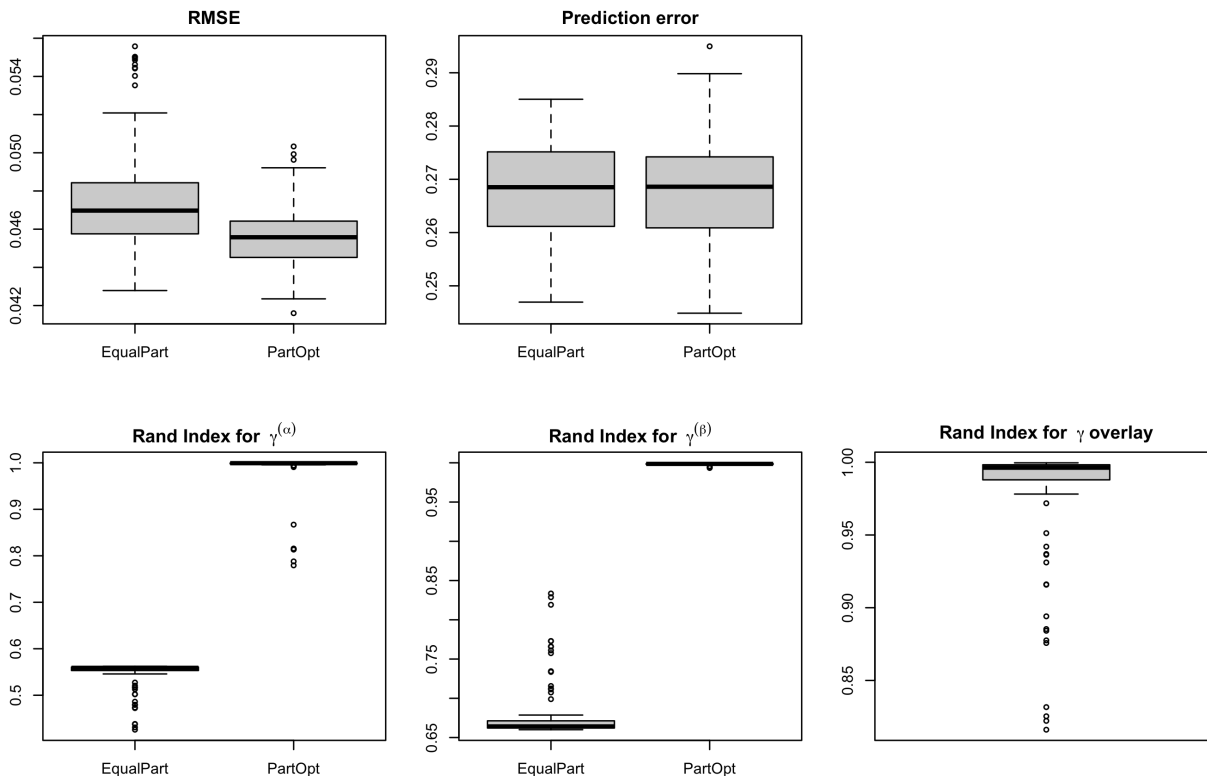 RMSE
0.054
0.050
0.046
0.042
EqualPart
PartOpt
Prediction error
0.29
0.28
0.27
0.26
0.25
EqualPart
PartOpt
Rand Index for γ(α)
1.0
0.9
0.8
0.7
0.6
0.5
EqualPart
PartOpt
Rand Index for γ(β)
0.95
0.85
0.75
0.65
EqualPart
PartOpt
Rand Index for γ overlay
1.00
0.95
0.90
0.85